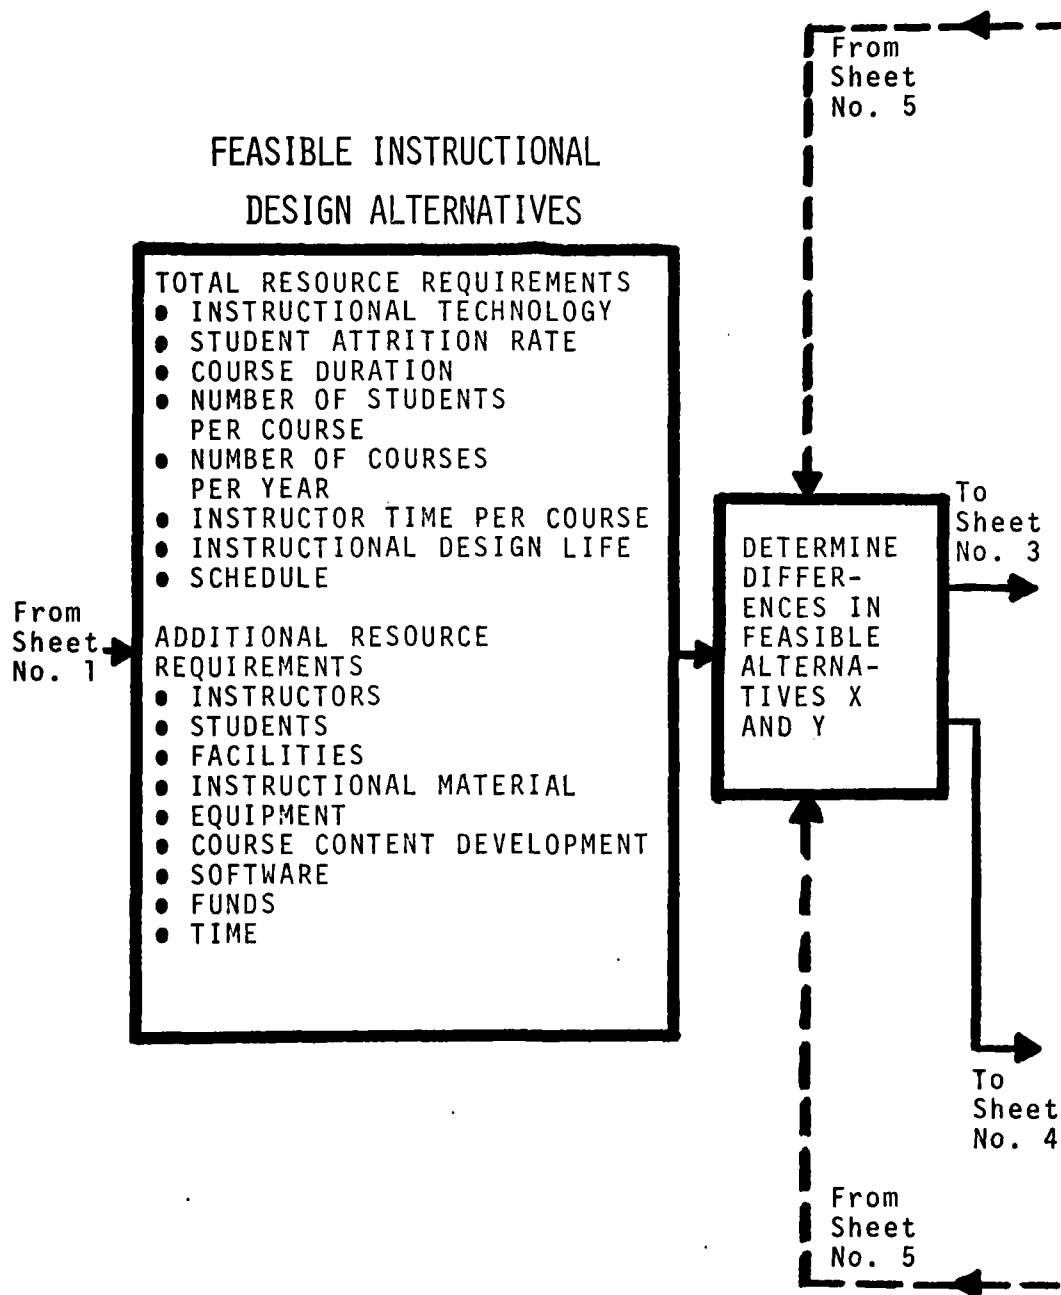 From
Sheet
No. 5
FEASIBLE INSTRUCTIONAL
DESIGN ALTERNATIVES
TOTAL RESOURCE REQUIREMENTS
• INSTRUCTIONAL TECHNOLOGY
• STUDENT ATTRITION RATE
• COURSE DURATION
• NUMBER OF STUDENTS
PER COURSE
• NUMBER OF COURSES
PER YEAR
• INSTRUCTOR TIME PER COURSE
• INSTRUCTIONAL DESIGN LIFE
• SCHEDULE
ADDITIONAL RESOURCE
REQUIREMENTS
• INSTRUCTORS
• STUDENTS
• FACILITIES
• INSTRUCTIONAL MATERIAL
• EQUIPMENT
• COURSE CONTENT DEVELOPMENT
• SOFTWARE
• FUNDS
• TIME
From
Sheet
No. 1
DETERMINE
DIFFER-
ENCES IN
FEASIBLE
ALTERNA-
TIVES X
AND Y
To
Sheet
No. 3
To
Sheet
No. 4
From
Sheet
No. 5